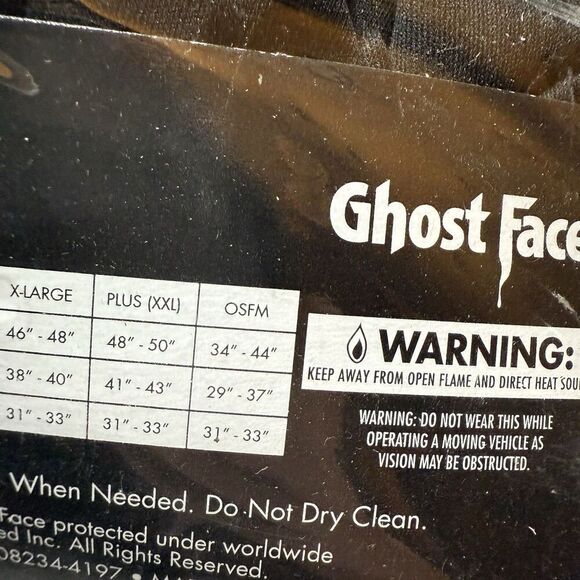 Ghost Face
X-LARGE PLUS (XXL) OSFM
46" - 48" 48" - 50" 34" - 44"
38" - 40" 41" - 43" 29" - 37"
31" - 33" 31" - 33" 31" - 33"
WARNING:
KEEP AWAY FROM OPEN FLAME AND DIRECT HEAT
WARNING: DO NOT WEAR THIS WHILE
OPERATING A MOVING VEHICLE AS
VISION MAY BE OBSTRUCTED.
When Needed. Do Not Dry Clean.
Face protected under worldwide
ed Inc. All Rights Reserved.
08234-4197 •